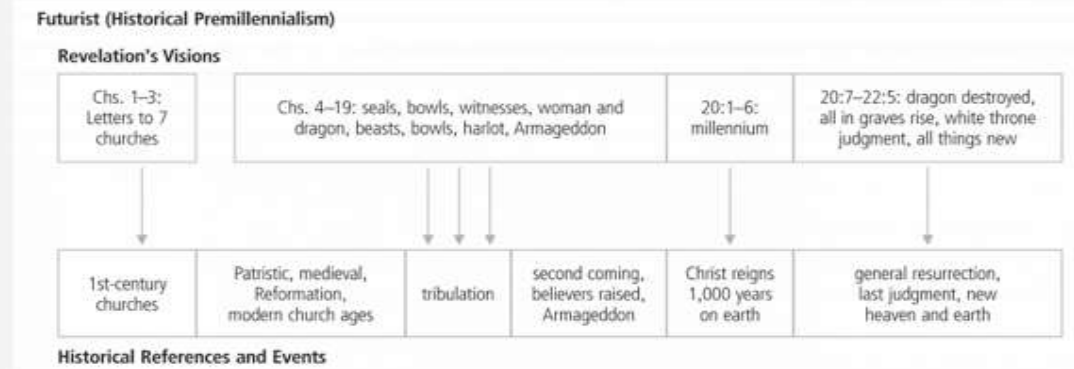 Futurist (Historical Premillennialism)
Revelation's Visions
Chs. 1–3:
Letters to 7
churches
Chs. 4–19: seals, bowls, witnesses, woman and
dragon, beasts, bowls, harlot, Armageddon
20:1–6:
millennium
20:7–22:5: dragon destroyed,
all in graves rise, white throne
judgment, all things new
1st-century
churches
Patristic, medieval,
Reformation,
modern church ages
tribulation
second coming,
believers raised,
Armageddon
Christ reigns
1,000 years
on earth
general resurrection,
last judgment, new
heaven and earth
Historical References and Events